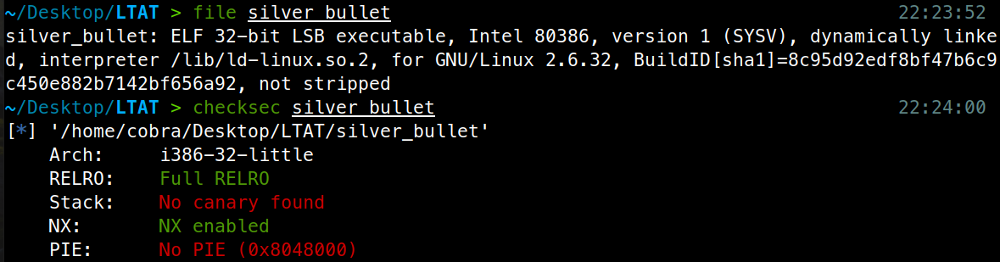 ~/Desktop/LTAT > file silver_bullet 22:23:52
silver_bullet: ELF 32-bit LSB executable, Intel 80386, version 1 (SYSV), dynamically linke
d, interpreter /lib/ld-linux.so.2, for GNU/Linux 2.6.32, BuildID[sha1]=8c95d92edf8bf47b6c9
c450e882b7142bf656a92, not stripped
~/Desktop/LTAT > checksec silver_bullet 22:24:00
[*] '/home/cobra/Desktop/LTAT/silver_bullet'
    Arch:     i386-32-little
    RELRO:    Full RELRO
    Stack:    No canary found
    NX:       NX enabled
    PIE:      No PIE (0x8048000)